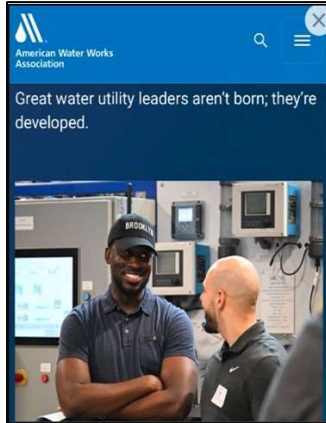 American Water Works
Association
Great water utility leaders aren't born; they're
developed.
BROOKLYN